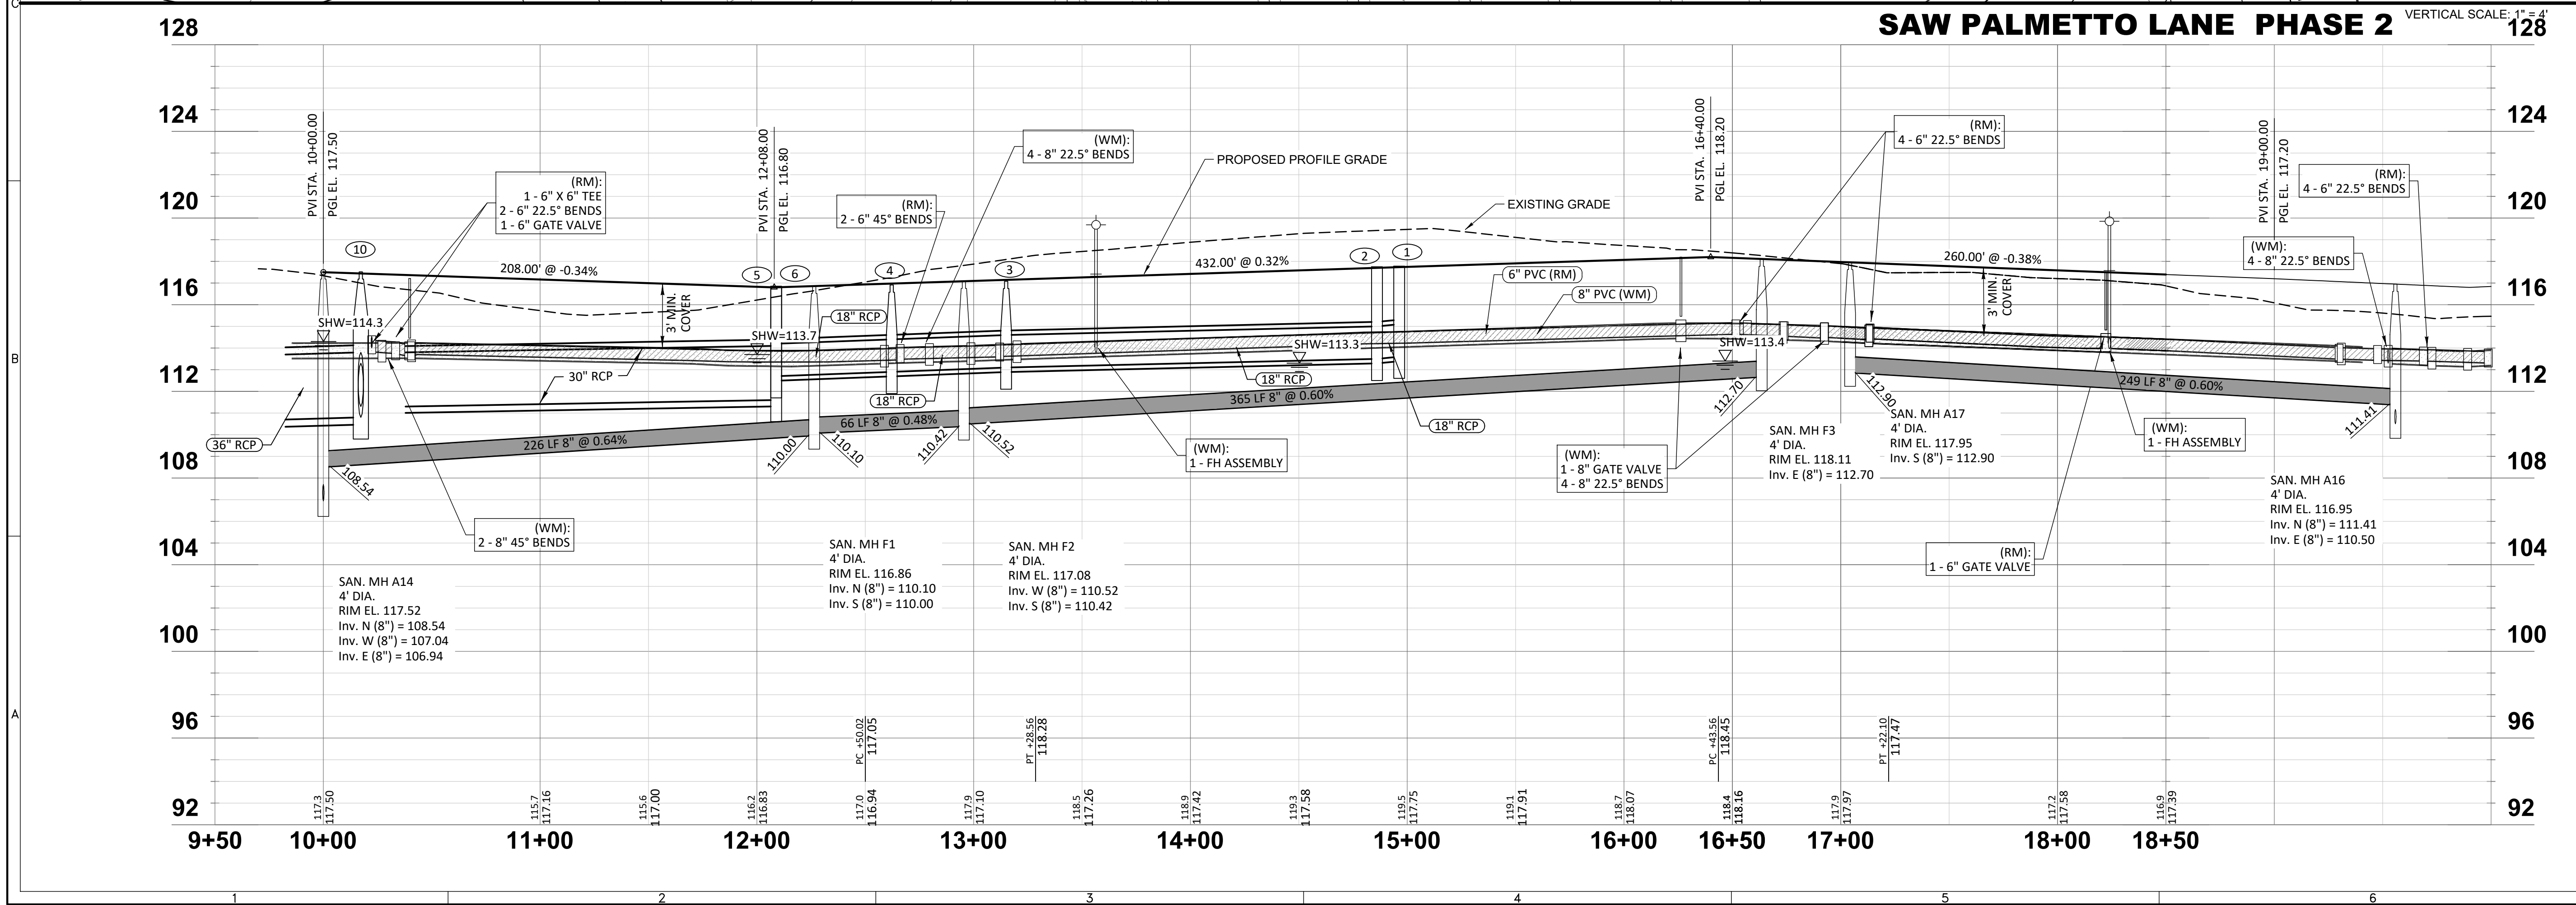 C
SAW PALMETTO LANE PHASE 2
VERTICAL SCALE: 1" = 4'
128
128
124
124
120
120
116
116
112
112
108
108
104
104
100
100
96
96
92
92
B
A
PVI STA. 10+00.00
PGL EL. 117.50
(RM):
1 - 6" X 6" TEE
2 - 6" 22.5° BENDS
1 - 6" GATE VALVE
10
208.00' @ -0.34%
SHW=114.3
3' MIN.
COVER
PVI STA. 12+08.00
PGL EL. 116.80
5
6
SHW=113.7
18" RCP
(RM):
2 - 6" 45° BENDS
4
3
(WM):
4 - 8" 22.5° BENDS
PROPOSED PROFILE GRADE
432.00' @ 0.32%
2
1
EXISTING GRADE
6" PVC (RM)
8" PVC (WM)
SHW=113.3
PVI STA. 16+40.00
PGL EL. 118.20
(RM):
4 - 6" 22.5° BENDS
SHW=113.4
260.00' @ -0.38%
3' MIN.
COVER
PVI STA. 19+00.00
PGL EL. 117.20
(WM):
4 - 8" 22.5° BENDS
(RM):
4 - 6" 22.5° BENDS
36" RCP
30" RCP
18" RCP
18" RCP
18" RCP
226 LF 8" @ 0.64%
66 LF 8" @ 0.48%
365 LF 8" @ 0.60%
249 LF 8" @ 0.60%
108.54
110.00
110.10
110.42
110.52
112.70
112.90
111.41
(WM):
2 - 8" 45° BENDS
(WM):
1 - FH ASSEMBLY
(WM):
1 - 8" GATE VALVE
4 - 8" 22.5° BENDS
(WM):
1 - FH ASSEMBLY
(RM):
1 - 6" GATE VALVE
SAN. MH A14
4' DIA.
RIM EL. 117.52
Inv. N (8") = 108.54
Inv. W (8") = 107.04
Inv. E (8") = 106.94
SAN. MH F1
4' DIA.
RIM EL. 116.86
Inv. N (8") = 110.10
Inv. S (8") = 110.00
SAN. MH F2
4' DIA.
RIM EL. 117.08
Inv. W (8") = 110.52
Inv. S (8") = 110.42
SAN. MH F3
4' DIA.
RIM EL. 118.11
Inv. E (8") = 112.70
SAN. MH A17
4' DIA.
RIM EL. 117.95
Inv. S (8") = 112.90
SAN. MH A16
4' DIA.
RIM EL. 116.95
Inv. N (8") = 111.41
Inv. E (8") = 110.50
PC +50.02
117.05
PT +28.56
118.28
PC +43.56
118.45
PT +22.10
117.47
117.3
117.50
115.7
117.16
115.6
117.00
116.2
116.83
117.0
116.94
117.9
117.10
118.5
117.26
118.9
117.42
119.3
117.58
119.5
117.75
119.1
117.91
118.7
118.07
118.4
118.16
117.9
117.97
117.2
117.58
116.9
117.39
9+50
10+00
11+00
12+00
13+00
14+00
15+00
16+00
16+50
17+00
18+00
18+50
1
2
3
4
5
6